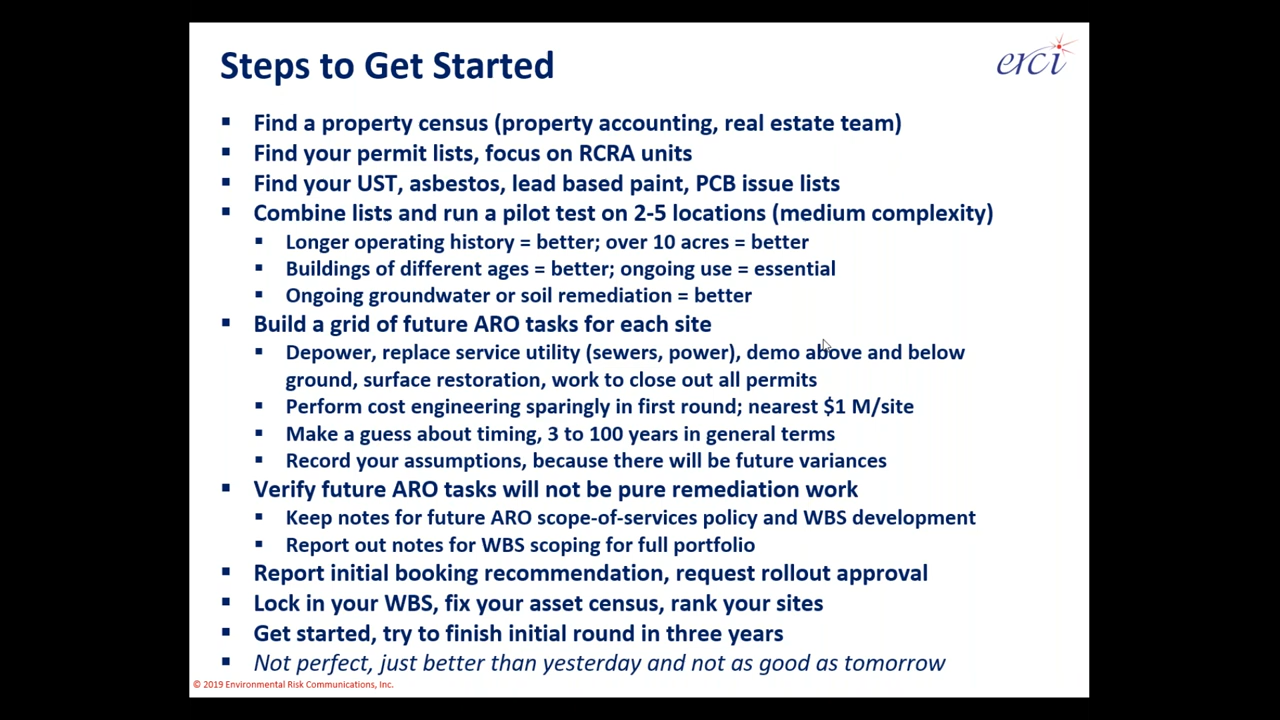 Steps to Get Started
erci
▪ Find a property census (property accounting, real estate team)
▪ Find your permit lists, focus on RCRA units
▪ Find your UST, asbestos, lead based paint, PCB issue lists
▪ Combine lists and run a pilot test on 2-5 locations (medium complexity)
▪ Longer operating history = better; over 10 acres = better
▪ Buildings of different ages = better; ongoing use = essential
▪ Ongoing groundwater or soil remediation = better
▪ Build a grid of future ARO tasks for each site
▪ Depower, replace service utility (sewers, power), demo above and below
ground, surface restoration, work to close out all permits
▪ Perform cost engineering sparingly in first round; nearest $1 M/site
▪ Make a guess about timing, 3 to 100 years in general terms
▪ Record your assumptions, because there will be future variances
▪ Verify future ARO tasks will not be pure remediation work
▪ Keep notes for future ARO scope-of-services policy and WBS development
▪ Report out notes for WBS scoping for full portfolio
▪ Report initial booking recommendation, request rollout approval
▪ Lock in your WBS, fix your asset census, rank your sites
▪ Get started, try to finish initial round in three years
▪ Not perfect, just better than yesterday and not as good as tomorrow
© 2019 Environmental Risk Communications, Inc.